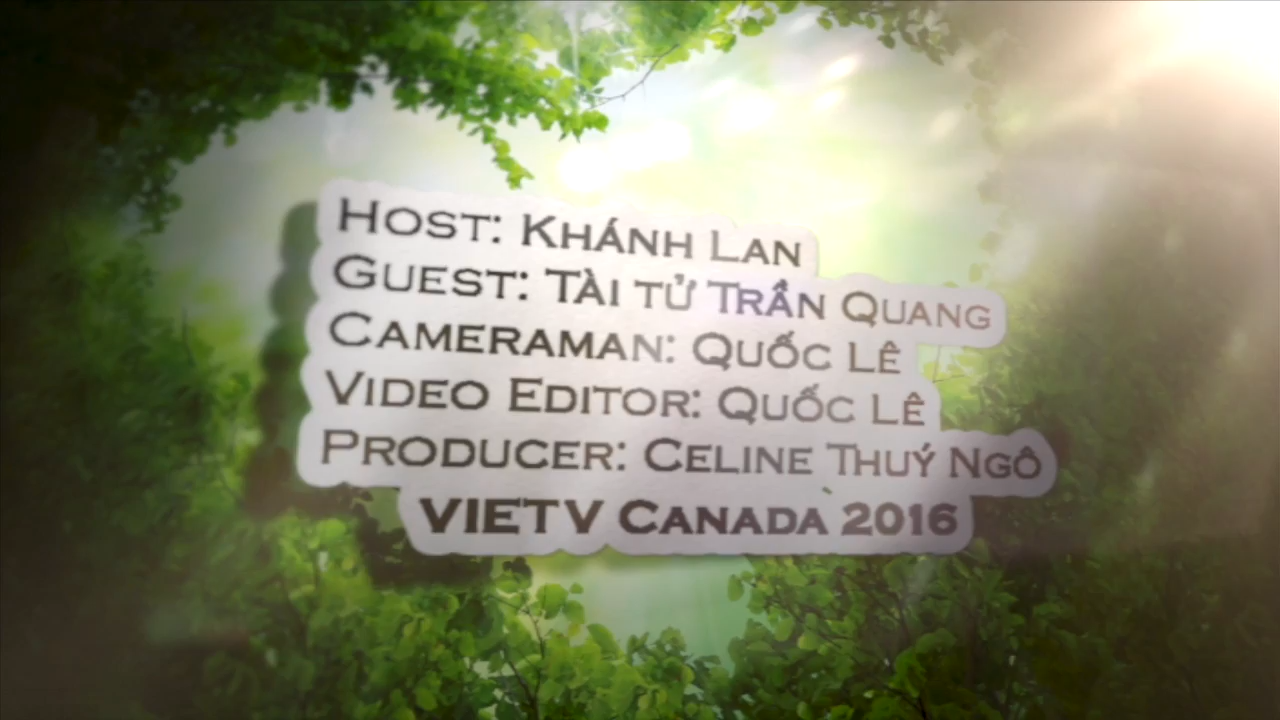 HOST: KHÁNH LAN
GUEST: TÀI TỬ TRẦN QUANG
CAMERAMAN: QUỐC LÊ
VIDEO EDITOR: QUỐC LÊ
PRODUCER: CELINE THUÝ NGÔ
VIETV CANADA 2016